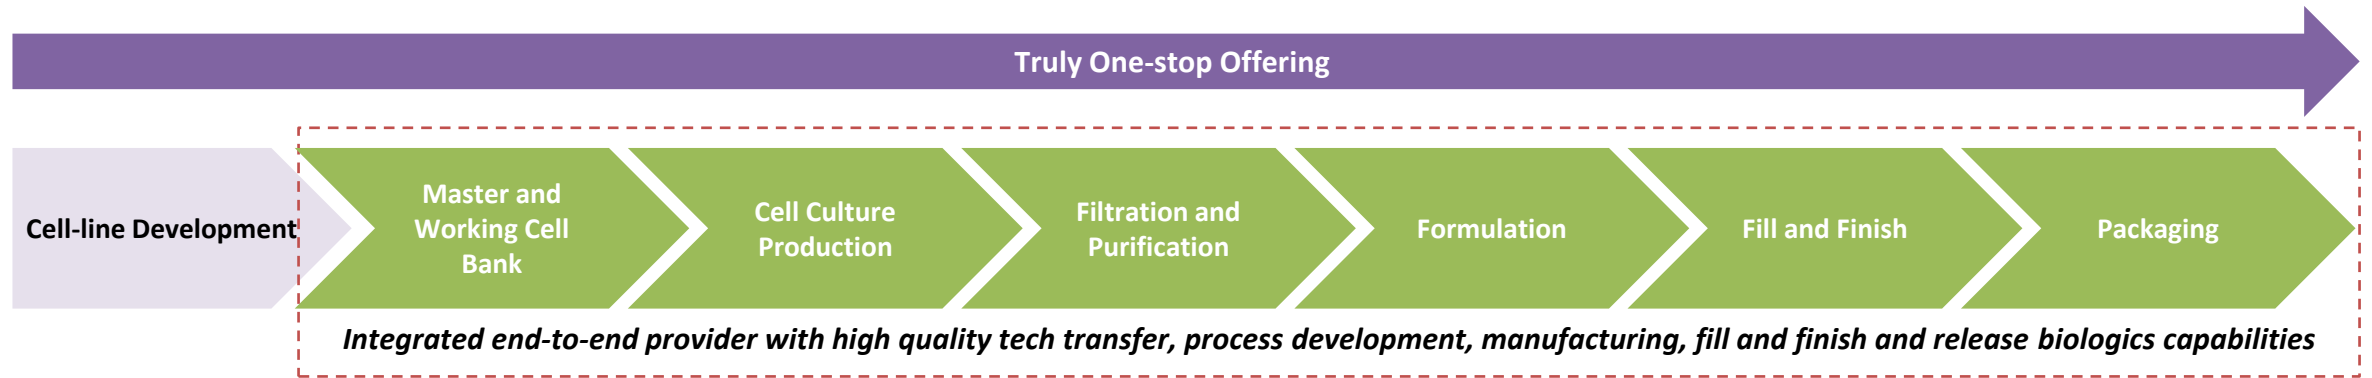 Truly One-stop Offering
Cell-line Development
Master and
Working Cell
Bank
Cell Culture
Production
Filtration and
Purification
Formulation
Fill and Finish
Packaging
Integrated end-to-end provider with high quality tech transfer, process development, manufacturing, fill and finish and release biologics capabilities